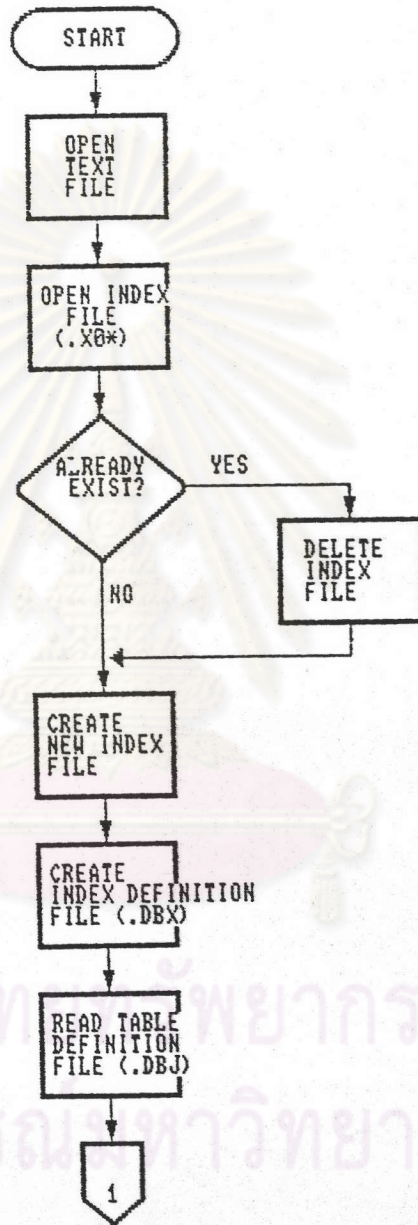 START
OPEN
TEXT
FILE
OPEN INDEX
FILE
(.X0*)
ALREADY
EXIST?
YES
DELETE
INDEX
FILE
NO
CREATE
NEW INDEX
FILE
CREATE
INDEX DEFINITION
FILE (.DBX)
READ TABLE
DEFINITION
FILE (.DBJ)
1